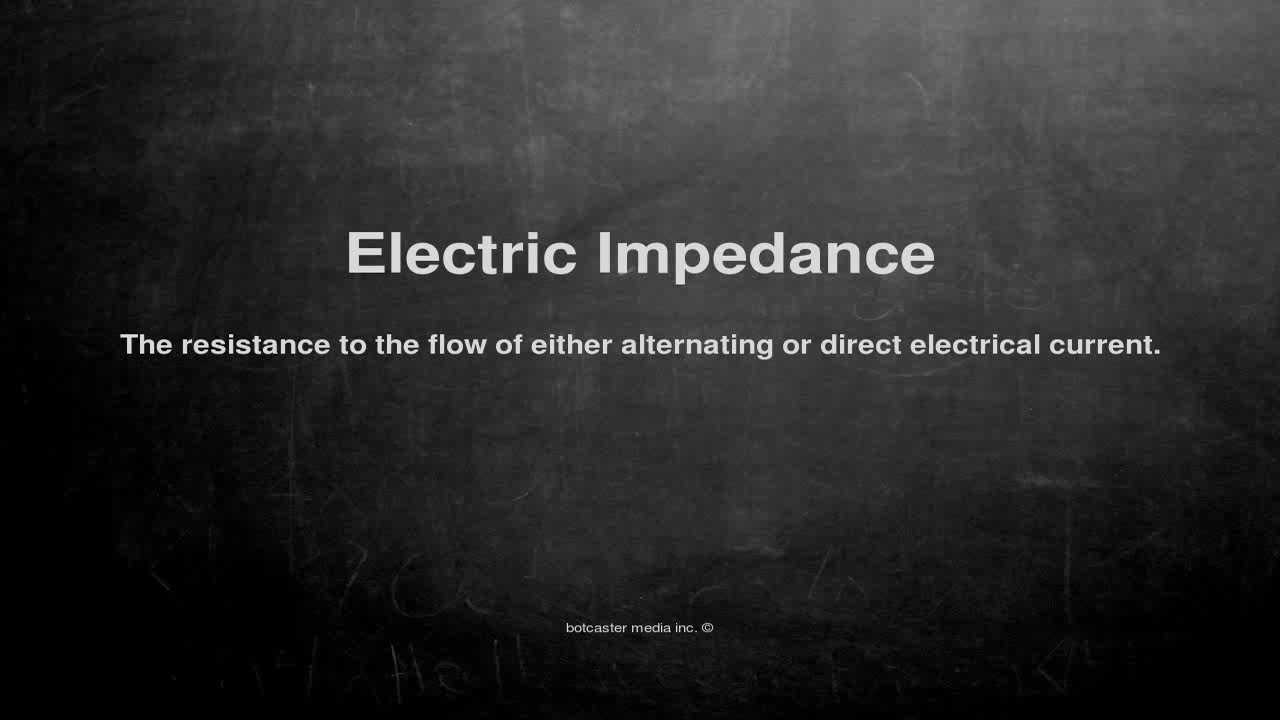 Electric Impedance
The resistance to the flow of either alternating or direct electrical current.
botcaster media inc. ©